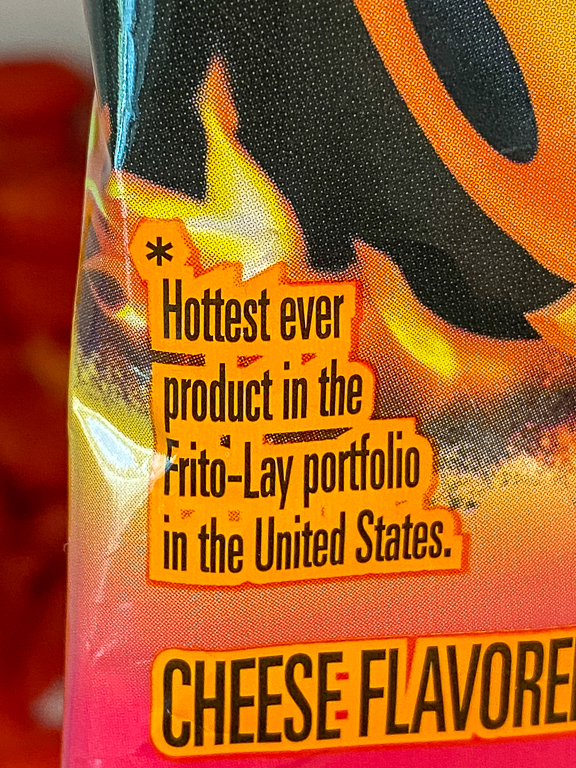 *
Hottest ever
product in the
Frito-Lay portfolio
in the United States.
CHEESE FLAVORE